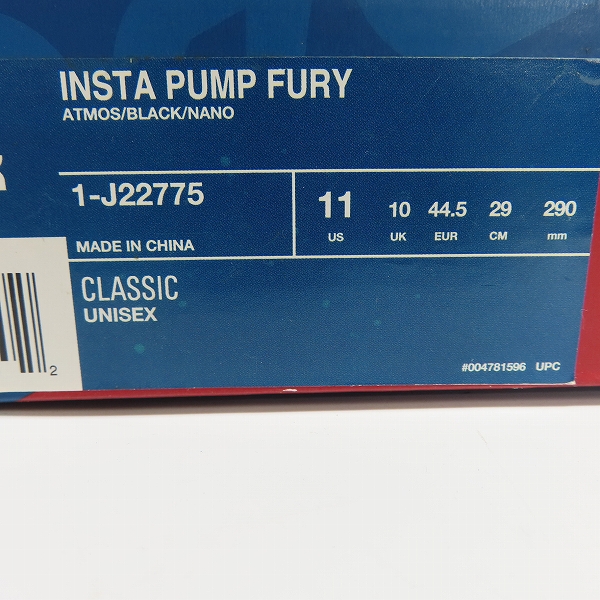 INSTA PUMP FURY
ATMOS/BLACK/NANO
1-J22775
11 10 44.5 29 290
US UK EUR CM mm
MADE IN CHINA
CLASSIC
UNISEX
2
#004781596 UPC